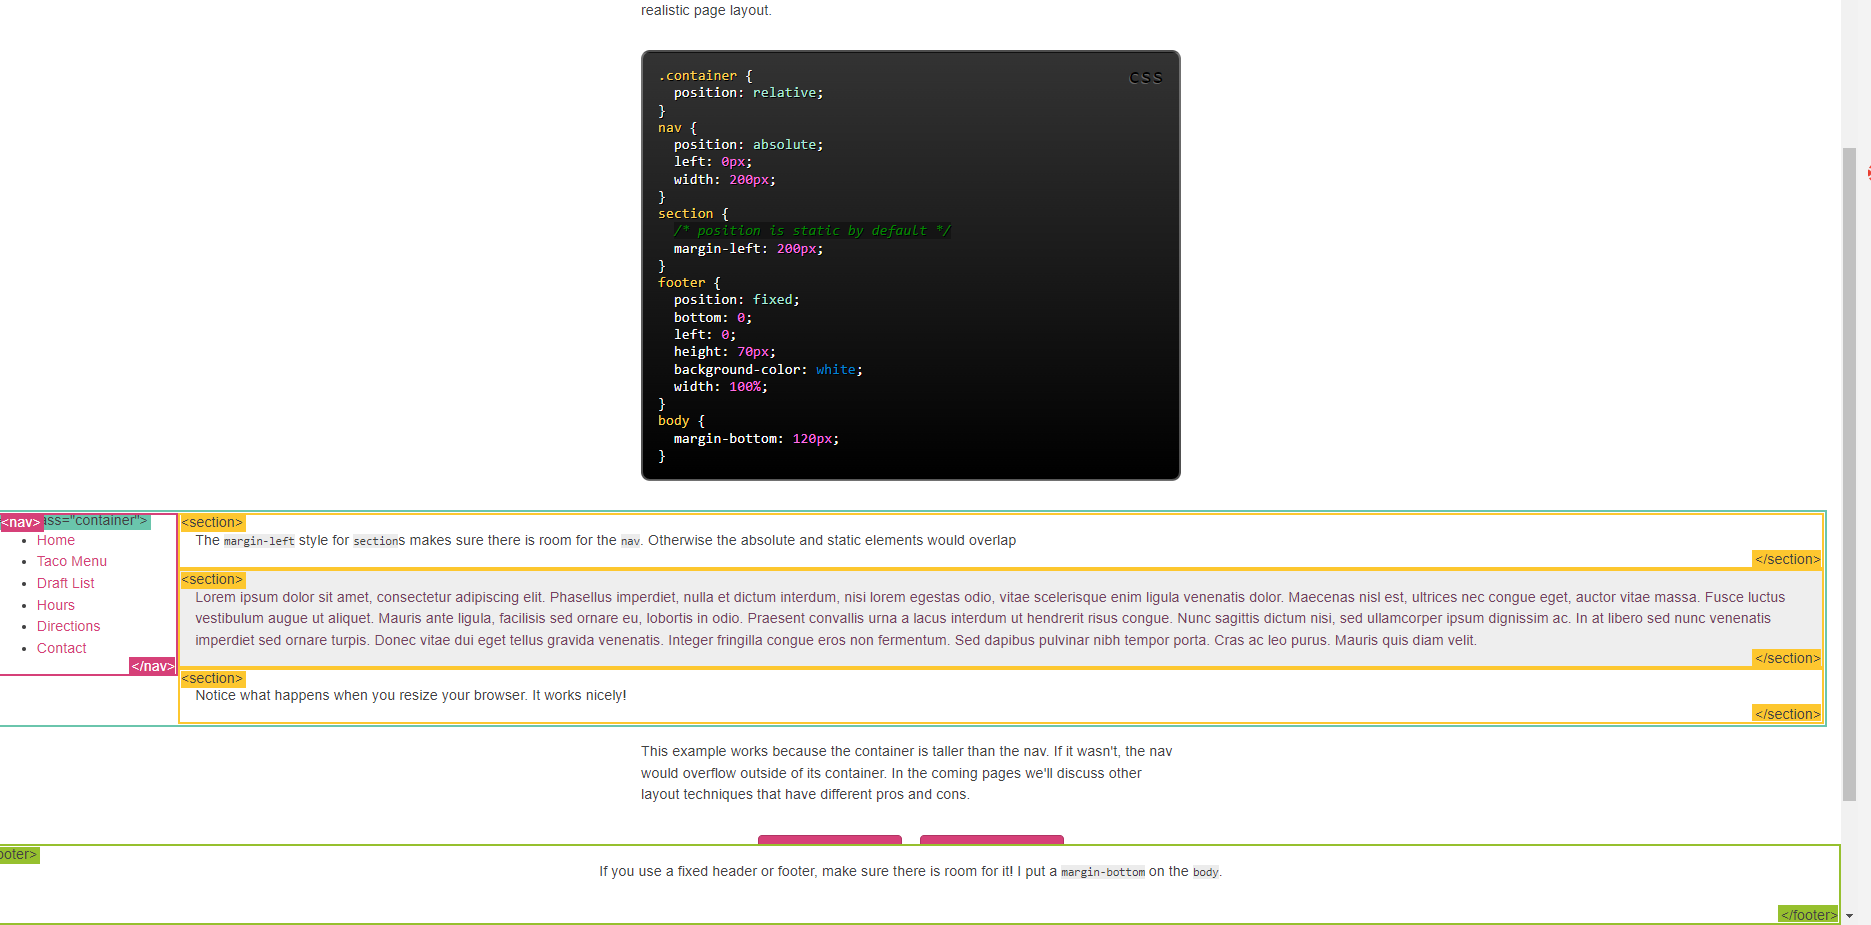 realistic page layout.
CSS
.container {
  position: relative;
}
nav {
  position: absolute;
  left: 0px;
  width: 200px;
}
section {
  /* position is static by default */
  margin-left: 200px;
}
footer {
  position: fixed;
  bottom: 0;
  left: 0;
  height: 70px;
  background-color: white;
  width: 100%;
}
body {
  margin-bottom: 120px;
}
<nav>ass="container">
Home
Taco Menu
Draft List
Hours
Directions
Contact
</nav>
<section>
The margin-left style for sections makes sure there is room for the nav. Otherwise the absolute and static elements would overlap
</section>
<section>
Lorem ipsum dolor sit amet, consectetur adipiscing elit. Phasellus imperdiet, nulla et dictum interdum, nisi lorem egestas odio, vitae scelerisque enim ligula venenatis dolor. Maecenas nisl est, ultrices nec congue eget, auctor vitae massa. Fusce luctus
vestibulum augue ut aliquet. Mauris ante ligula, facilisis sed ornare eu, lobortis in odio. Praesent convallis urna a lacus interdum ut hendrerit risus congue. Nunc sagittis dictum nisi, sed ullamcorper ipsum dignissim ac. In at libero sed nunc venenatis
imperdiet sed ornare turpis. Donec vitae dui eget tellus gravida venenatis. Integer fringilla congue eros non fermentum. Sed dapibus pulvinar nibh tempor porta. Cras ac leo purus. Mauris quis diam velit.
</section>
<section>
Notice what happens when you resize your browser. It works nicely!
</section>
This example works because the container is taller than the nav. If it wasn't, the nav
would overflow outside of its container. In the coming pages we'll discuss other
layout techniques that have different pros and cons.
ooter>
If you use a fixed header or footer, make sure there is room for it! I put a margin-bottom on the body.
</footer>